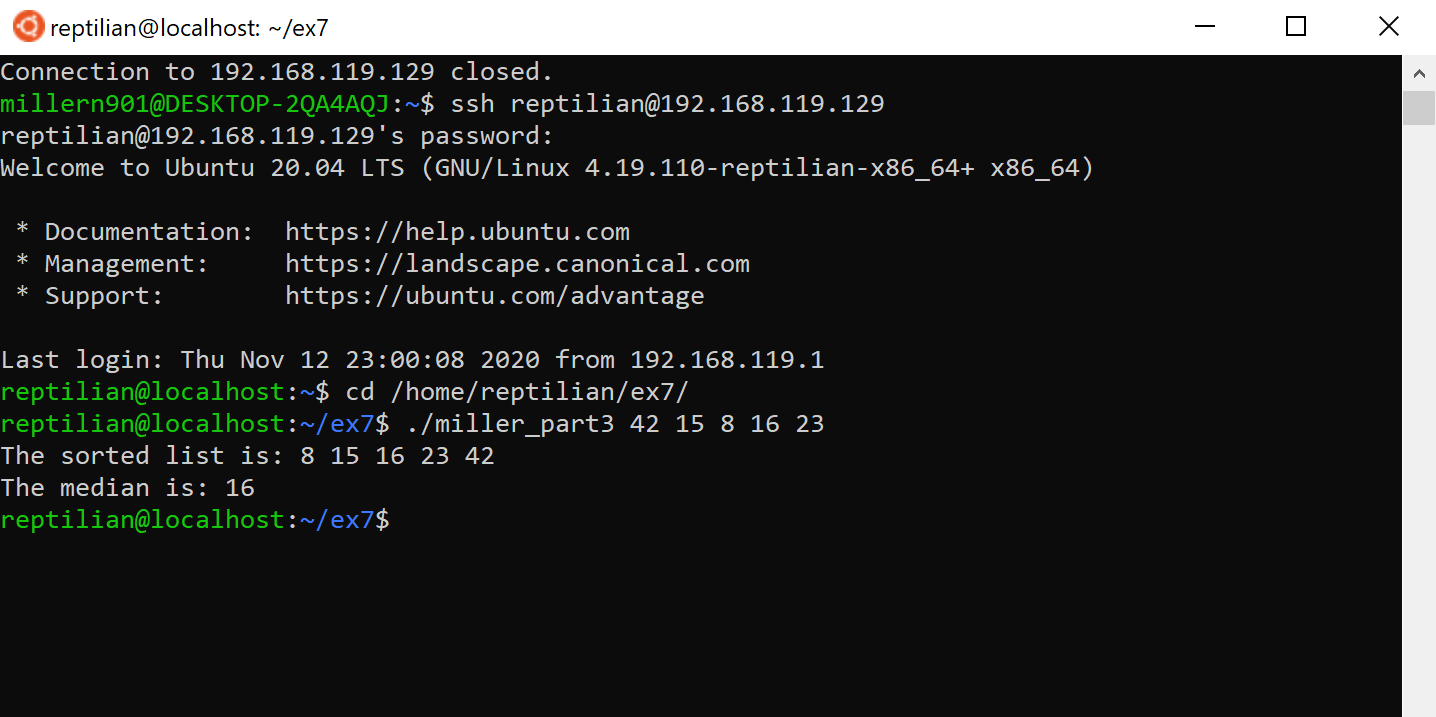 reptilian@localhost: ~/ex7
Connection to 192.168.119.129 closed.
millern901@DESKTOP-2QA4AQJ:~$ ssh reptilian@192.168.119.129
reptilian@192.168.119.129's password:
Welcome to Ubuntu 20.04 LTS (GNU/Linux 4.19.110-reptilian-x86_64+ x86_64)

 * Documentation:  https://help.ubuntu.com
 * Management:     https://landscape.canonical.com
 * Support:        https://ubuntu.com/advantage

Last login: Thu Nov 12 23:00:08 2020 from 192.168.119.1
reptilian@localhost:~$ cd /home/reptilian/ex7/
reptilian@localhost:~/ex7$ ./miller_part3 42 15 8 16 23
The sorted list is: 8 15 16 23 42
The median is: 16
reptilian@localhost:~/ex7$